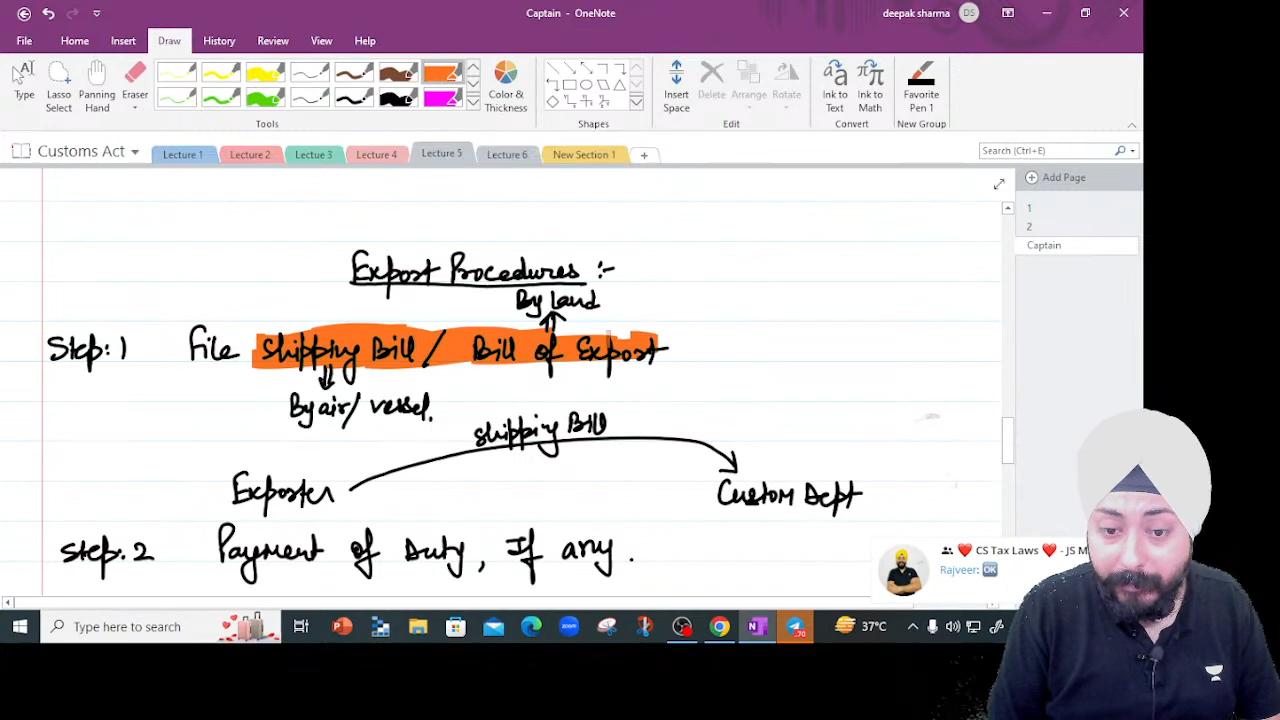 Captain - OneNote
deepak sharma DS
File Home Insert Draw History Review View Help
Type
Lasso Select
Panning Hand
Eraser
Color & Thickness
Insert Space
Delete
Arrange
Rotate
Ink to Text
Ink to Math
Favorite Pen 1
Tools Shapes Edit Convert New Group
Customs Act Lecture 1 Lecture 2 Lectue 3 Lecture 4 Lecture 5 Lecture 6 New Section 1 +
Search (Ctrl+E)
Add Page
1
2
Captain
Export Procedures :-
By land
Step:1 File Shipping Bill / Bill of Export
By air/ vessel.
shipping Bill
Exporter Custom Dept
Step:2 Payment of Duty, If any.
CS Tax Laws - JS M
Rajveer: OK
Type here to search
zoom
70
37°C